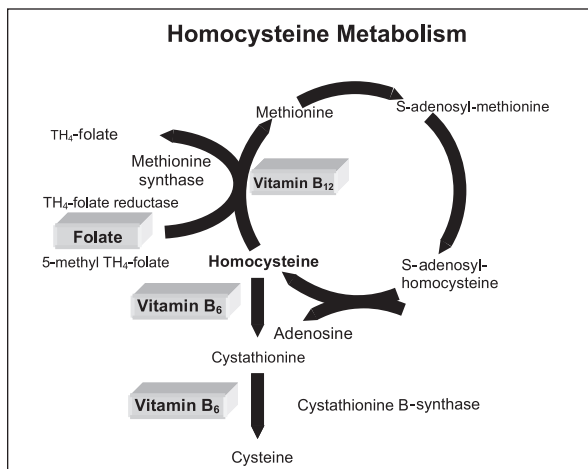 Homocysteine Metabolism
Methionine
S-adenosyl-methionine
TH₄-folate
Methionine
synthase
Vitamin B₁₂
TH₄-folate reductase
Folate
5-methyl TH₄-folate
Homocysteine
S-adenosyl-
homocysteine
Vitamin B₆
Adenosine
Cystathionine
Vitamin B₆
Cystathionine B-synthase
Cysteine